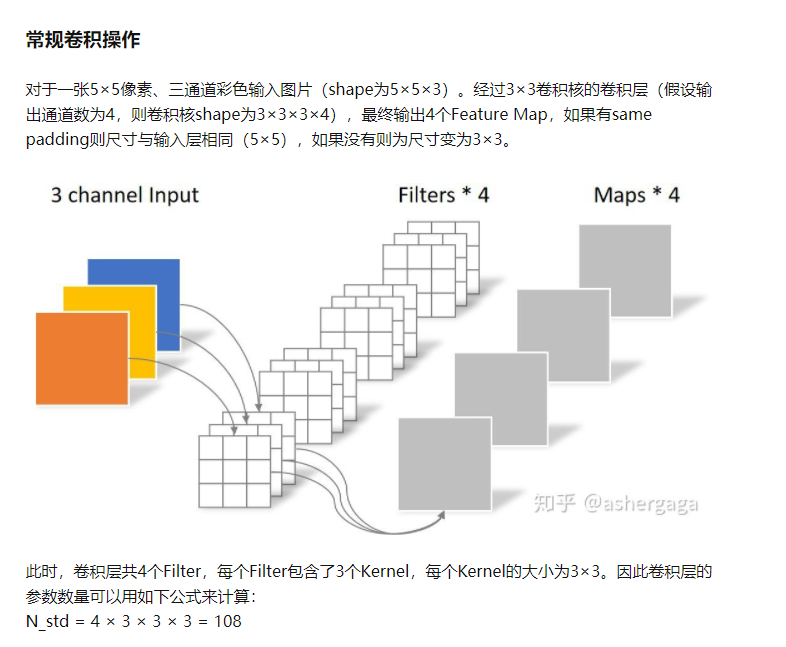 常规卷积操作
对于一张5×5像素、三通道彩色输入图片（shape为5×5×3）。经过3×3卷积核的卷积层（假设输
出通道数为4，则卷积核shape为3×3×3×4），最终输出4个Feature Map，如果有same
padding则尺寸与输入层相同（5×5），如果没有则为尺寸变为3×3。
3 channel Input
Filters * 4
Maps * 4
知乎 @ashergaga
此时，卷积层共4个Filter，每个Filter包含了3个Kernel，每个Kernel的大小为3×3。因此卷积层的
参数数量可以用如下公式来计算：
N_std = 4 × 3 × 3 × 3 = 108